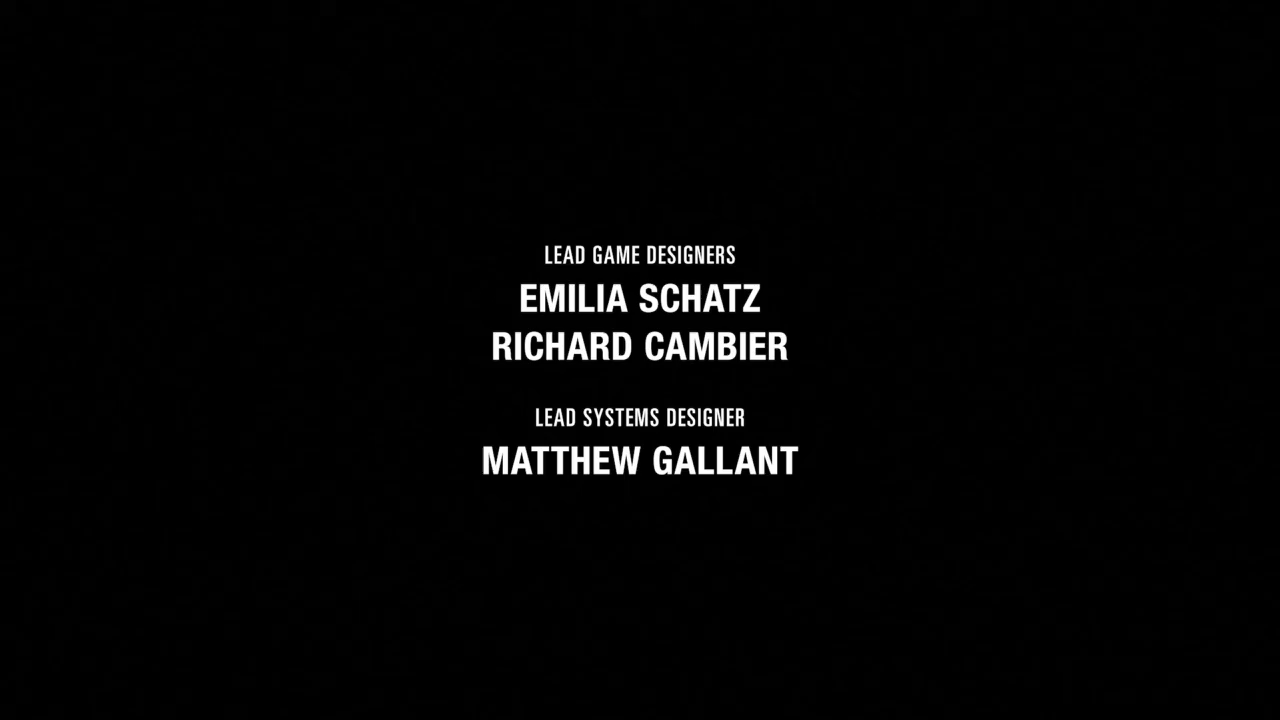 LEAD GAME DESIGNERS
EMILIA SCHATZ
RICHARD CAMBIER
LEAD SYSTEMS DESIGNER
MATTHEW GALLANT